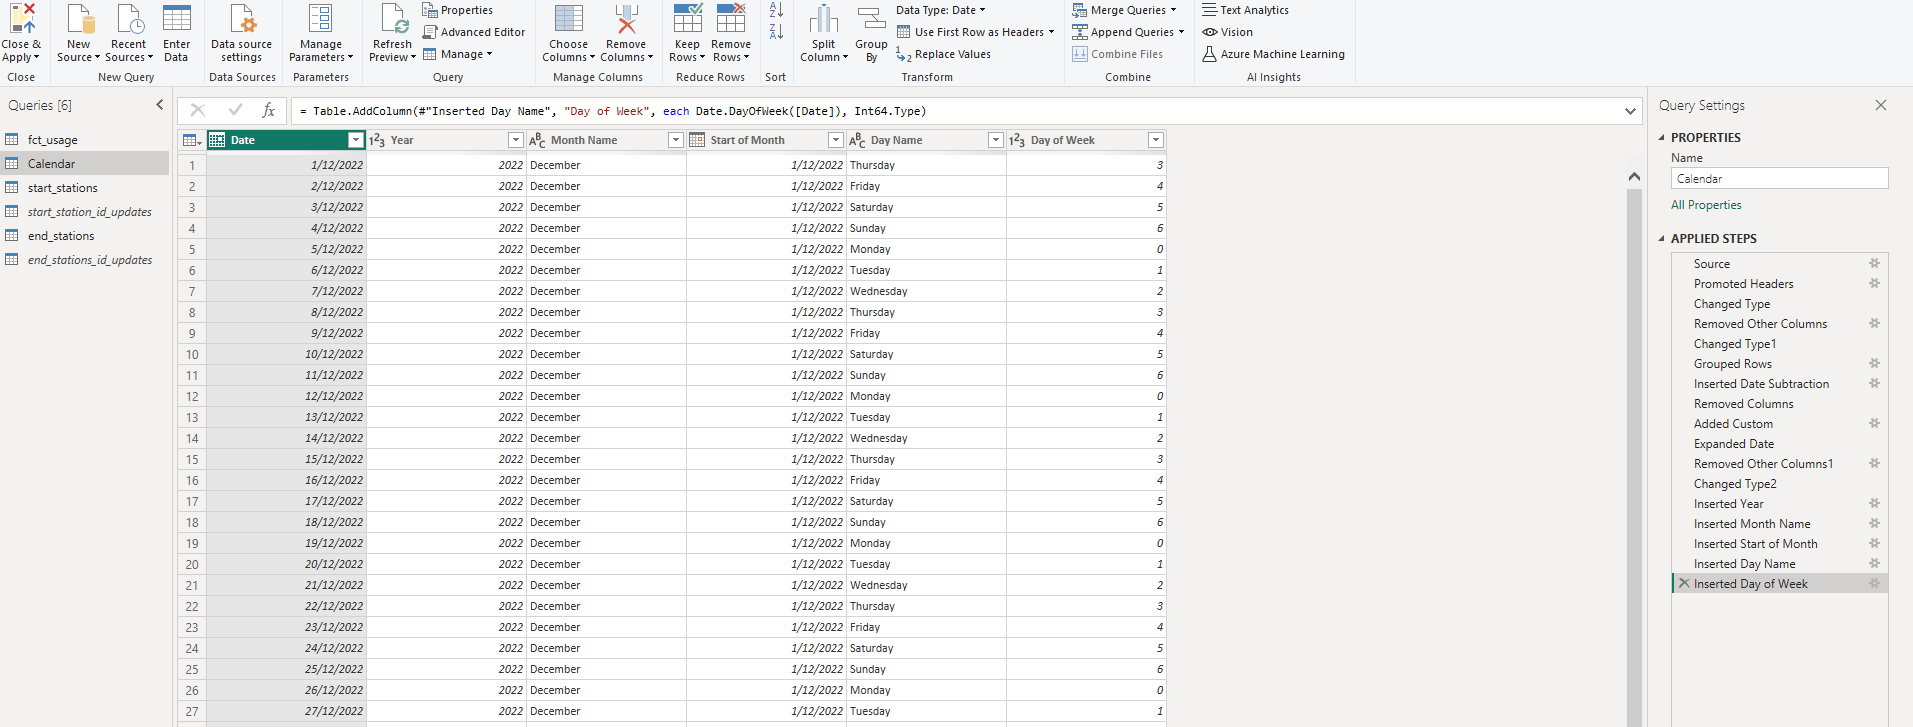 Close & Apply
Close
New Source
Recent Sources
Enter Data
New Query
Data source settings
Data Sources
Manage Parameters
Parameters
Refresh Preview
Properties
Advanced Editor
Manage
Query
Choose Columns
Remove Columns
Manage Columns
Keep Rows
Remove Rows
Reduce Rows
Sort
Split Column
Group By
Data Type: Date
Use First Row as Headers
Replace Values
Transform
Merge Queries
Append Queries
Combine Files
Combine
Text Analytics
Vision
Azure Machine Learning
AI Insights
Queries [6]
fct_usage
Calendar
start_stations
start_station_id_updates
end_stations
end_stations_id_updates
fx
= Table.AddColumn(#"Inserted Day Name", "Day of Week", each Date.DayOfWeek([Date]), Int64.Type)
Date 123 Year ABC Month Name Start of Month ABC Day Name 123 Day of Week
1 1/12/2022 2022 December 1/12/2022 Thursday 3
2 2/12/2022 2022 December 1/12/2022 Friday 4
3 3/12/2022 2022 December 1/12/2022 Saturday 5
4 4/12/2022 2022 December 1/12/2022 Sunday 6
5 5/12/2022 2022 December 1/12/2022 Monday 0
6 6/12/2022 2022 December 1/12/2022 Tuesday 1
7 7/12/2022 2022 December 1/12/2022 Wednesday 2
8 8/12/2022 2022 December 1/12/2022 Thursday 3
9 9/12/2022 2022 December 1/12/2022 Friday 4
10 10/12/2022 2022 December 1/12/2022 Saturday 5
11 11/12/2022 2022 December 1/12/2022 Sunday 6
12 12/12/2022 2022 December 1/12/2022 Monday 0
13 13/12/2022 2022 December 1/12/2022 Tuesday 1
14 14/12/2022 2022 December 1/12/2022 Wednesday 2
15 15/12/2022 2022 December 1/12/2022 Thursday 3
16 16/12/2022 2022 December 1/12/2022 Friday 4
17 17/12/2022 2022 December 1/12/2022 Saturday 5
18 18/12/2022 2022 December 1/12/2022 Sunday 6
19 19/12/2022 2022 December 1/12/2022 Monday 0
20 20/12/2022 2022 December 1/12/2022 Tuesday 1
21 21/12/2022 2022 December 1/12/2022 Wednesday 2
22 22/12/2022 2022 December 1/12/2022 Thursday 3
23 23/12/2022 2022 December 1/12/2022 Friday 4
24 24/12/2022 2022 December 1/12/2022 Saturday 5
25 25/12/2022 2022 December 1/12/2022 Sunday 6
26 26/12/2022 2022 December 1/12/2022 Monday 0
27 27/12/2022 2022 December 1/12/2022 Tuesday 1
Query Settings
PROPERTIES
Name
Calendar
All Properties
APPLIED STEPS
Source
Promoted Headers
Changed Type
Removed Other Columns
Changed Type1
Grouped Rows
Inserted Date Subtraction
Removed Columns
Added Custom
Expanded Date
Removed Other Columns1
Changed Type2
Inserted Year
Inserted Month Name
Inserted Start of Month
Inserted Day Name
Inserted Day of Week